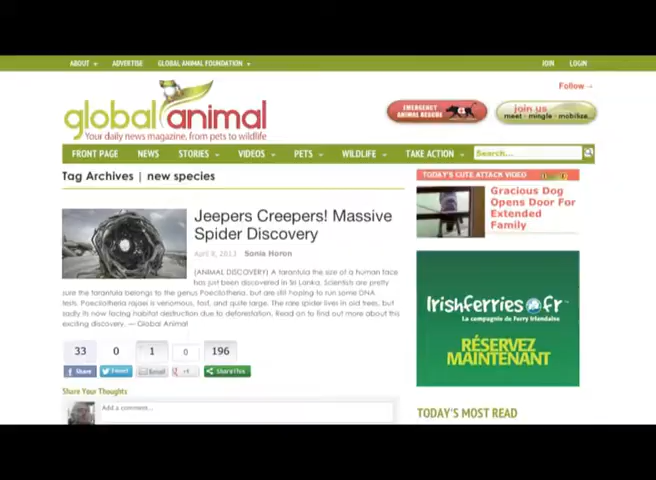 ABOUT
ADVERTISE
GLOBAL ANIMAL FOUNDATION
JOIN
LOGIN
Follow →
global animal
Your daily news magazine, from pets to wildlife
EMERGENCY
ANIMAL RESCUE
join us
meet - mingle - mobilize...
FRONT PAGE
NEWS
STORIES
VIDEOS
PETS
WILDLIFE
TAKE ACTION
Search...
Tag Archives | new species
TODAY'S CUTE ATTACK VIDEO
Jeepers Creepers! Massive
Spider Discovery
April 8, 2013
Sonia Horon
(ANIMAL DISCOVERY) A tarantula the size of a human face
has just been discovered in Sri Lanka. Scientists are pretty
sure the tarantula belongs to the genus Poecilotheria, but are still hoping to run some DNA
tests. Poecilotheria rajaei is venomous, fast, and quite large. The rare spider lives in old trees, but
sadly its now facing habitat destruction due to deforestation. Read on to find out more about this
exciting discovery. — Global Animal
33
0
1
0
196
Share
Tweet
Email
+1
ShareThis
Share Your Thoughts
Add a comment...
Gracious Dog
Opens Door For
Extended
Family
Irishferries.fr
La compagnie de Ferry Irlandaise
RÉSERVEZ
MAINTENANT
TODAY'S MOST READ